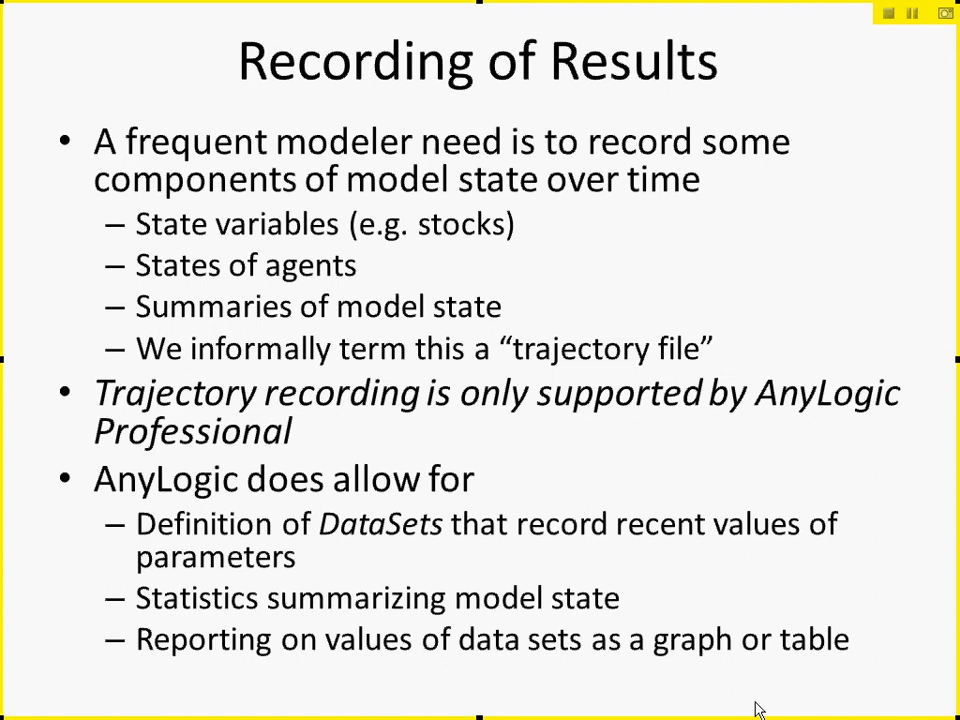 Recording of Results
• A frequent modeler need is to record some
components of model state over time
– State variables (e.g. stocks)
– States of agents
– Summaries of model state
– We informally term this a “trajectory file”
• Trajectory recording is only supported by AnyLogic
Professional
• AnyLogic does allow for
– Definition of DataSets that record recent values of
parameters
– Statistics summarizing model state
– Reporting on values of data sets as a graph or table